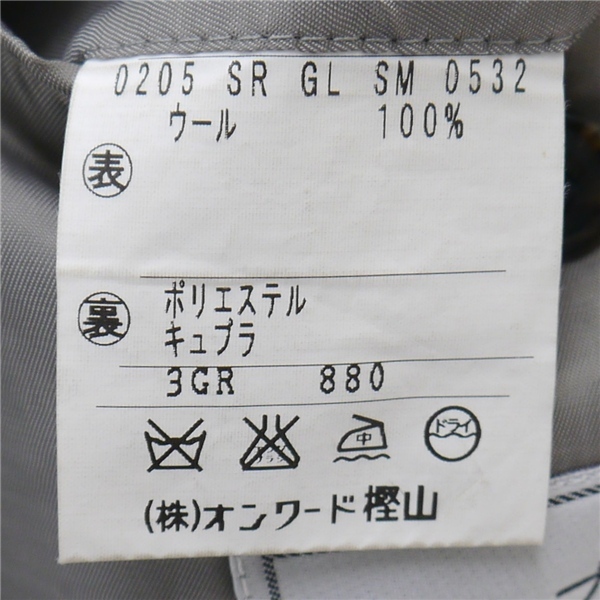 0205 SR GL SM 0532
ウール 100%
表
裏
ポリエステル
キュプラ
3GR 880
中 ドライ
(株)オンワード樫山